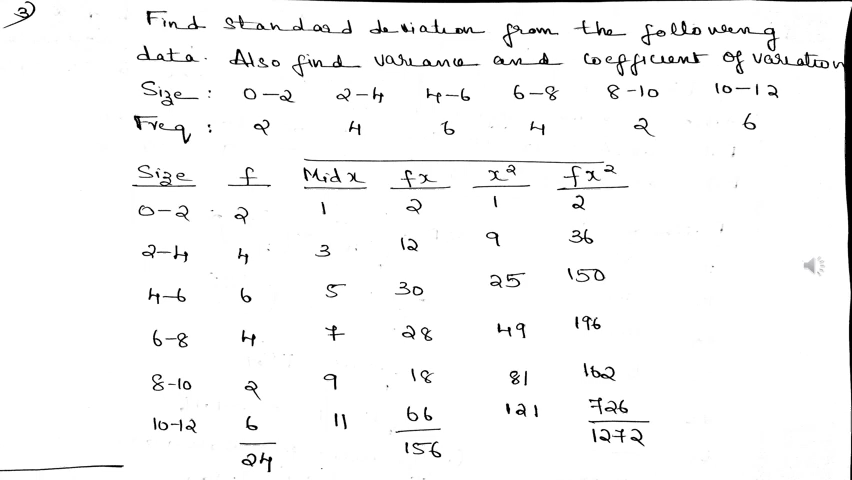 3)
Find standard deviation from the following
data. Also find variance and coefficient of variation
Size : 0-2 2-4 4-6 6-8 8-10 10-12
Freq : 2 4 6 4 2 6
Size f Mid x fx x² fx²
0-2 2 1 2 1 2
2-4 4 3 12 9 36
4-6 6 5 30 25 150
6-8 4 7 28 49 196
8-10 2 9 18 81 162
10-12 6 11 66 121 726
24 156 1272